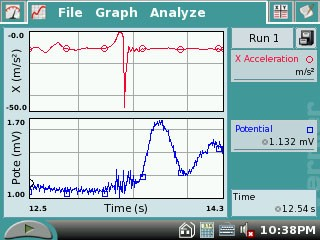 File Graph Analyze
-0.0
X (m/s²)
-50.0
1.70
Pote (mV)
1.00
12.5 Time (s) 14.3
Run 1
X Acceleration
m/s²
Potential
1.132 mV
Time
12.54 s
10:38PM